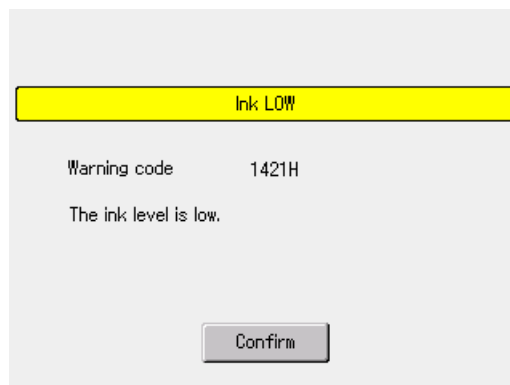 Ink LOW
Warning code 1421H
The ink level is low.
Confirm